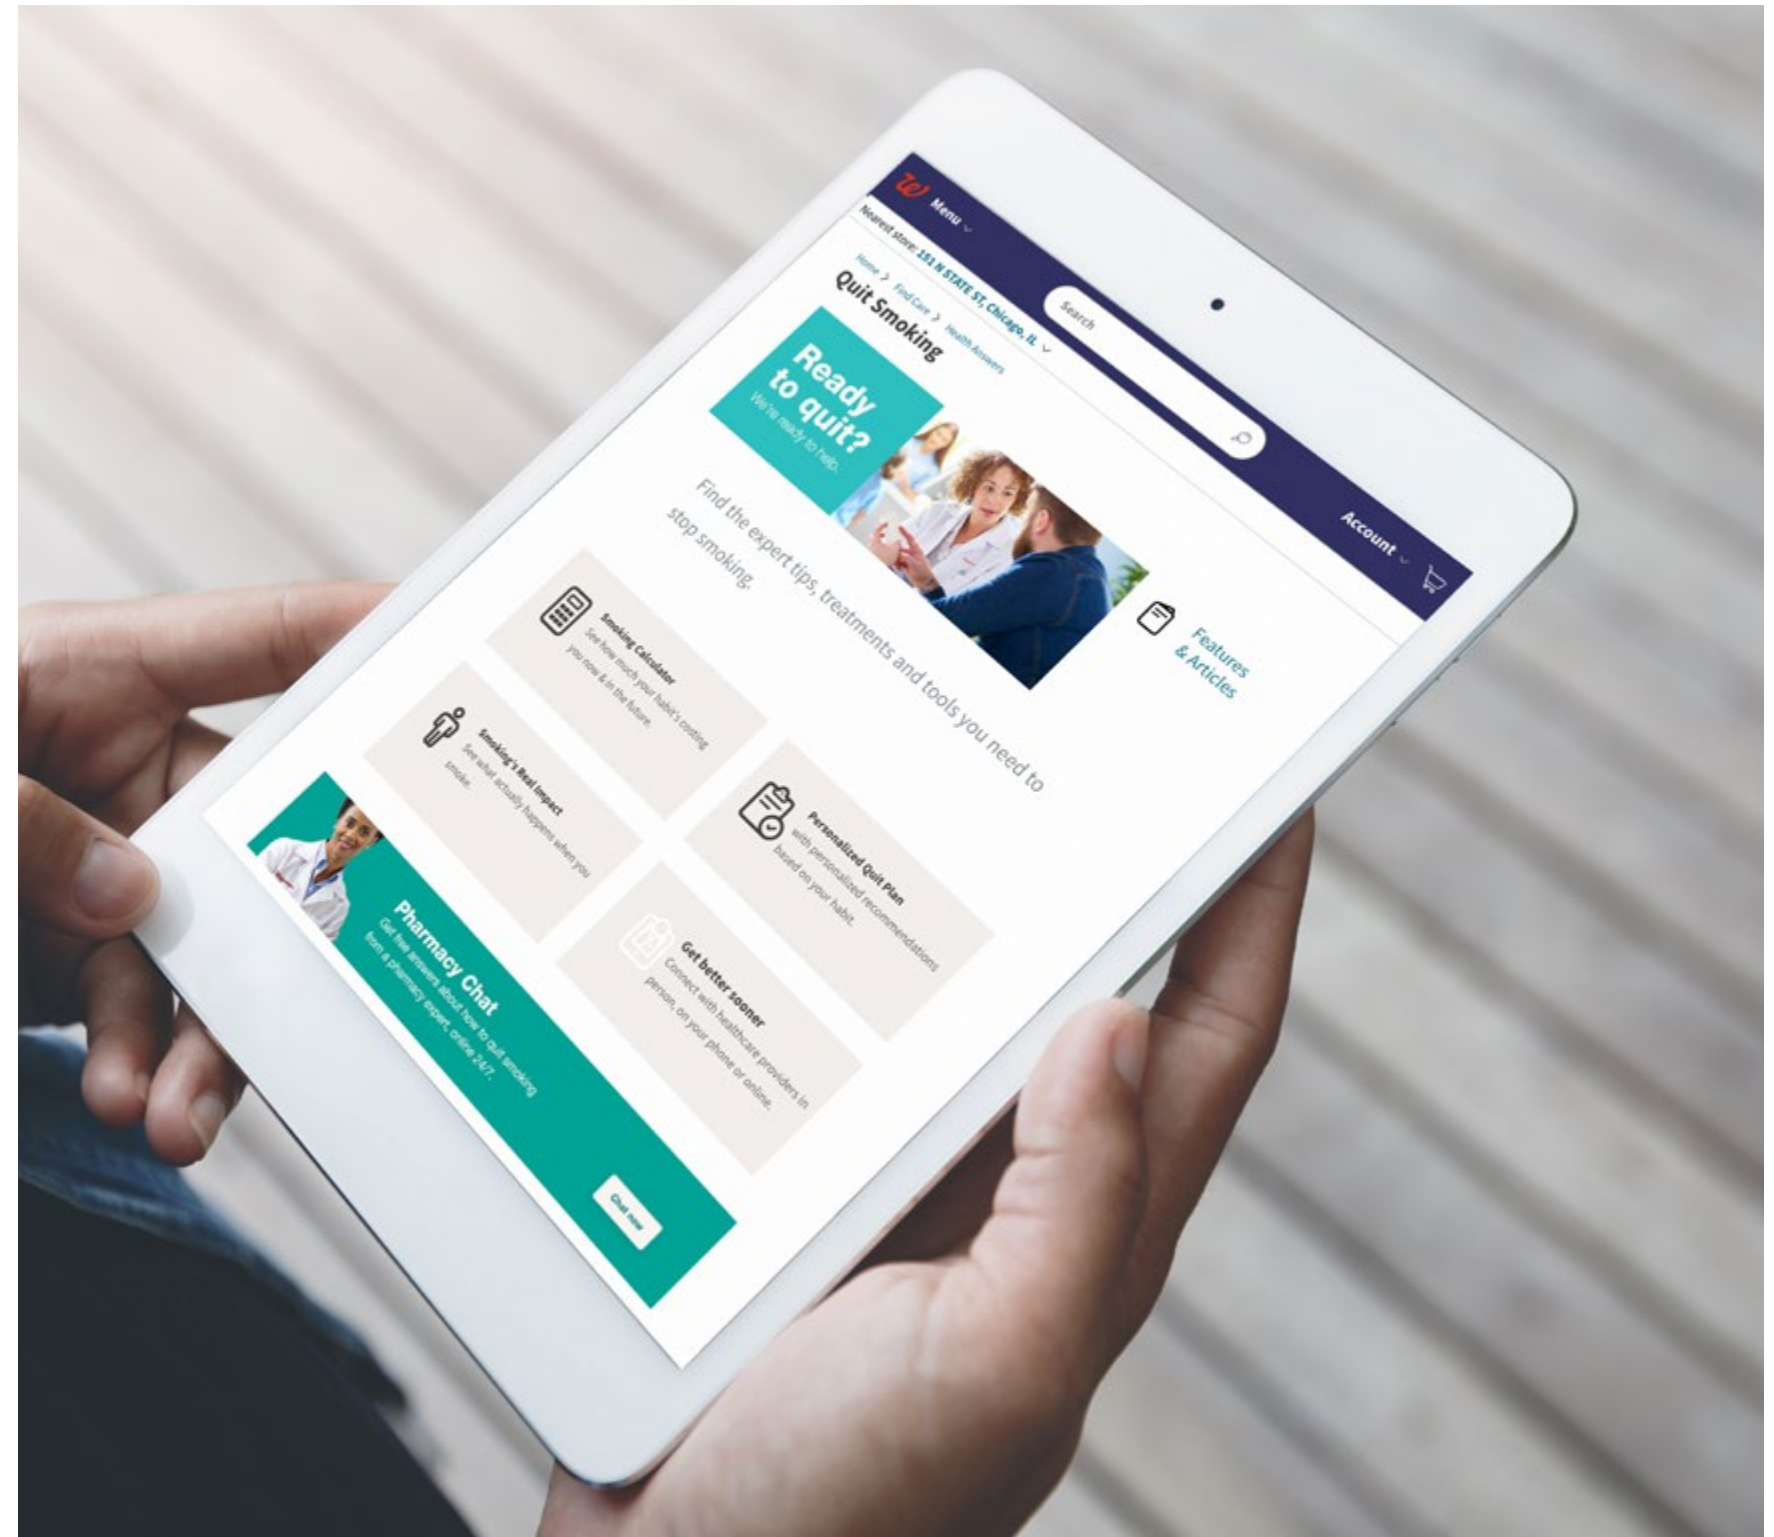 W Menu
Search
Account
Nearest store: 151 N STATE ST, Chicago, IL
Home > Find Care > Health Answers
Quit Smoking
Ready
to quit?
We're ready to help.
Features
& Articles
Find the expert tips, treatments and tools you need to
stop smoking.
Smoking Calculator
See how much your habit's costing
you now & in the future.
Personalized Quit Plan
with personalized recommendations
based on your habit.
Smoking's Real Impact
See what actually happens when you
smoke.
Get better sooner
Connect with healthcare providers in
person, on your phone or online.
Pharmacy Chat
Get free answers about how to quit smoking
from a pharmacy expert, online 24/7.
Chat now